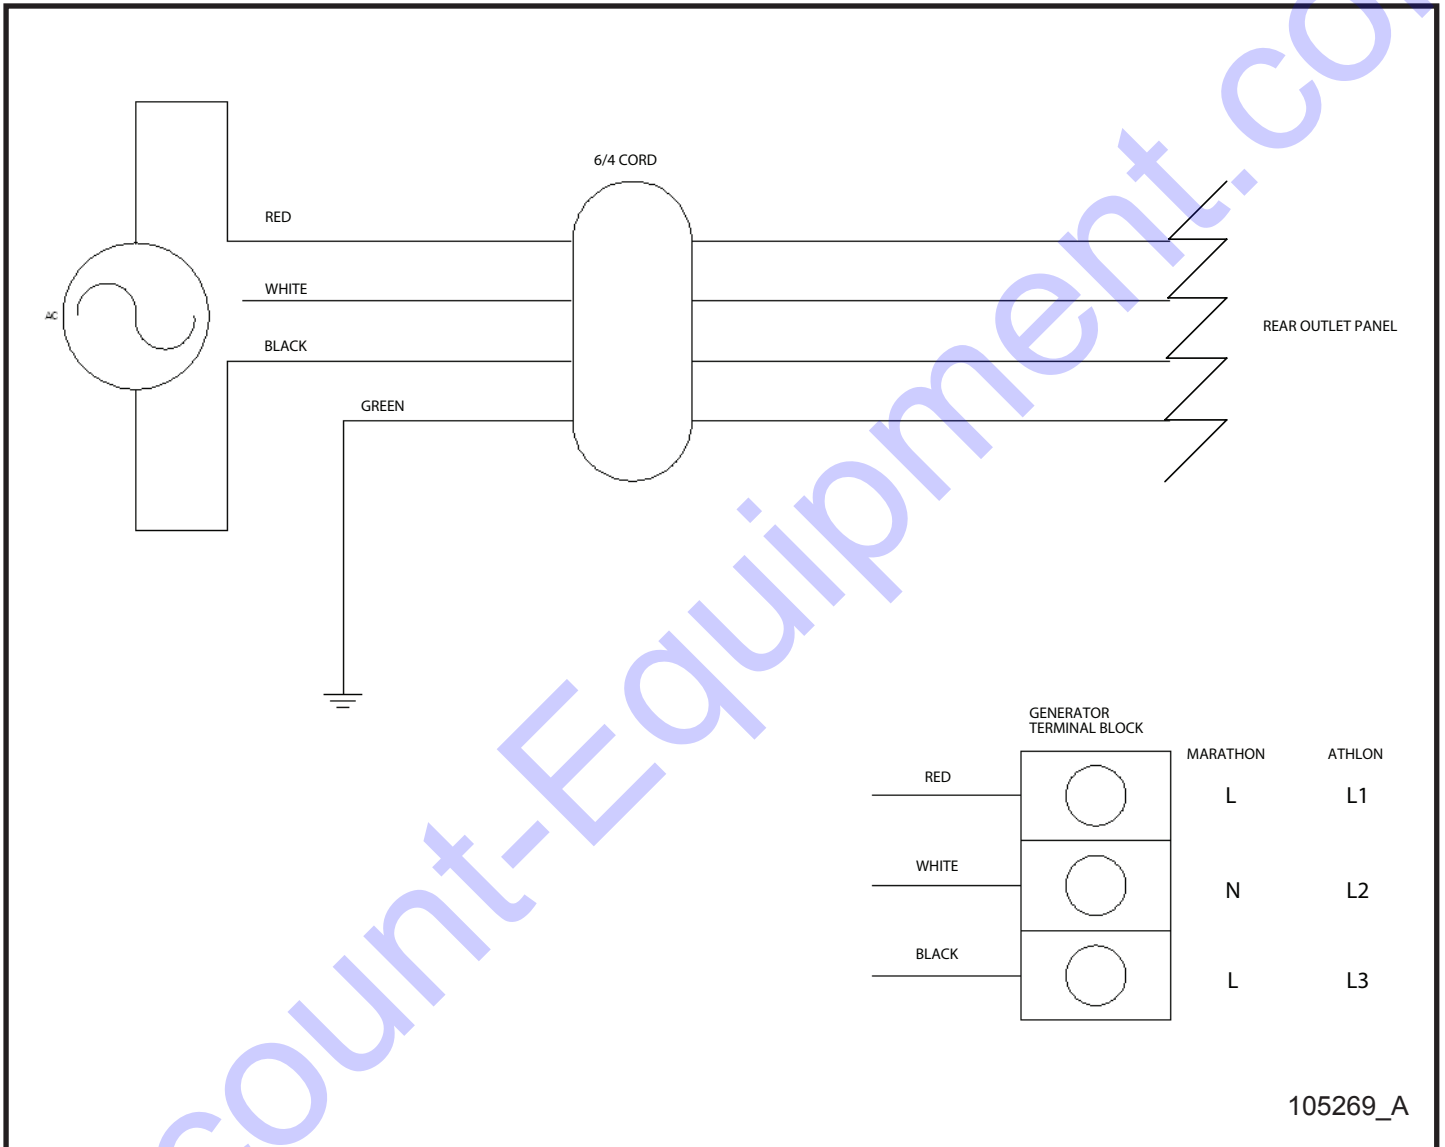 6/4 CORD
RED
WHITE
AC
BLACK
REAR OUTLET PANEL
GREEN
GENERATOR
TERMINAL BLOCK
MARATHON ATHLON
RED
L L1
WHITE
N L2
BLACK
L L3
105269_A
count-Equipment.co